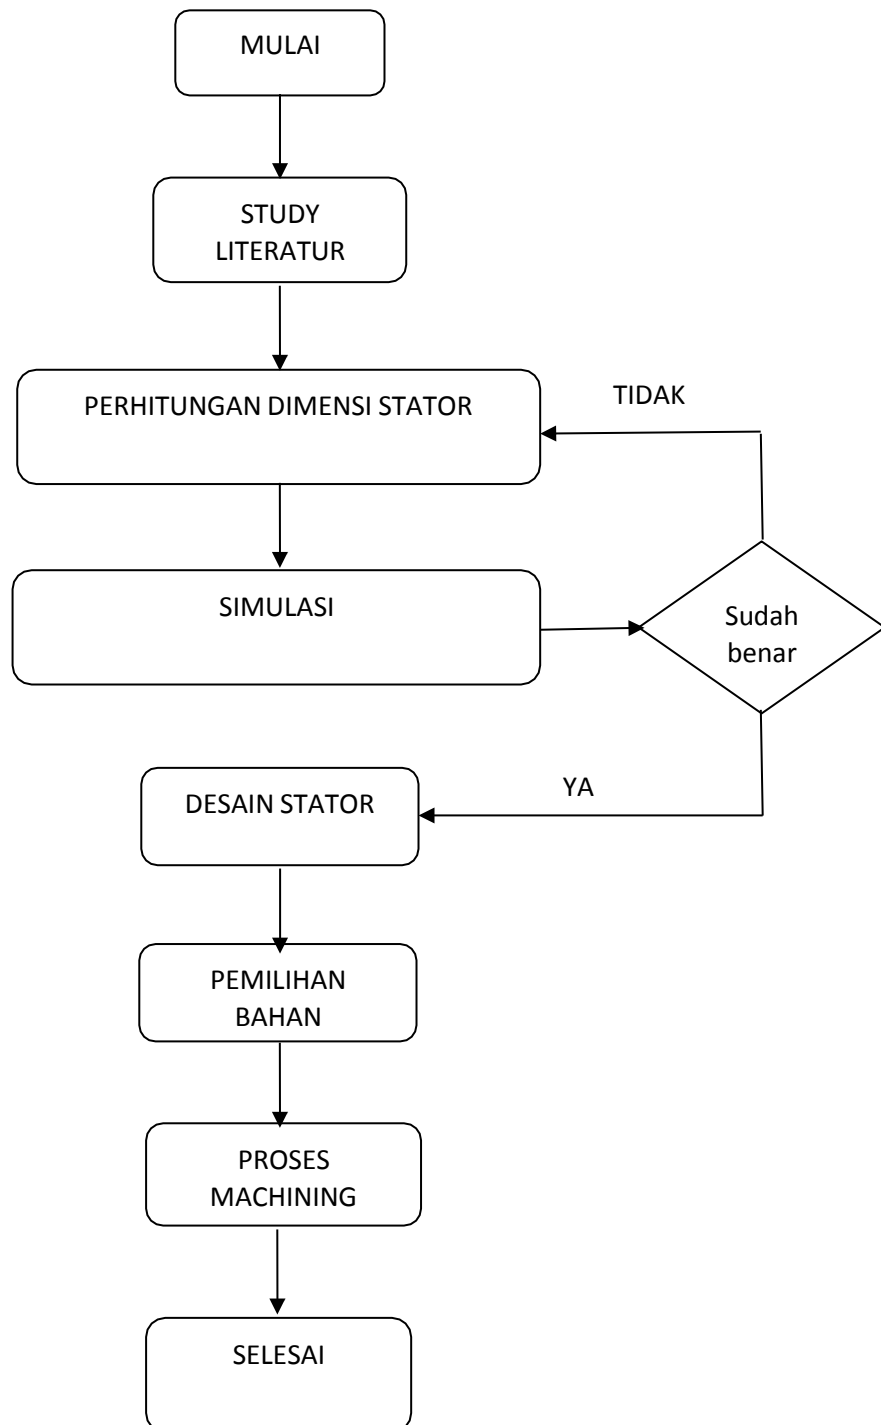 MULAI
STUDY
LITERATUR
PERHITUNGAN DIMENSI STATOR
TIDAK
SIMULASI
Sudah
benar
YA
DESAIN STATOR
PEMILIHAN
BAHAN
PROSES
MACHINING
SELESAI